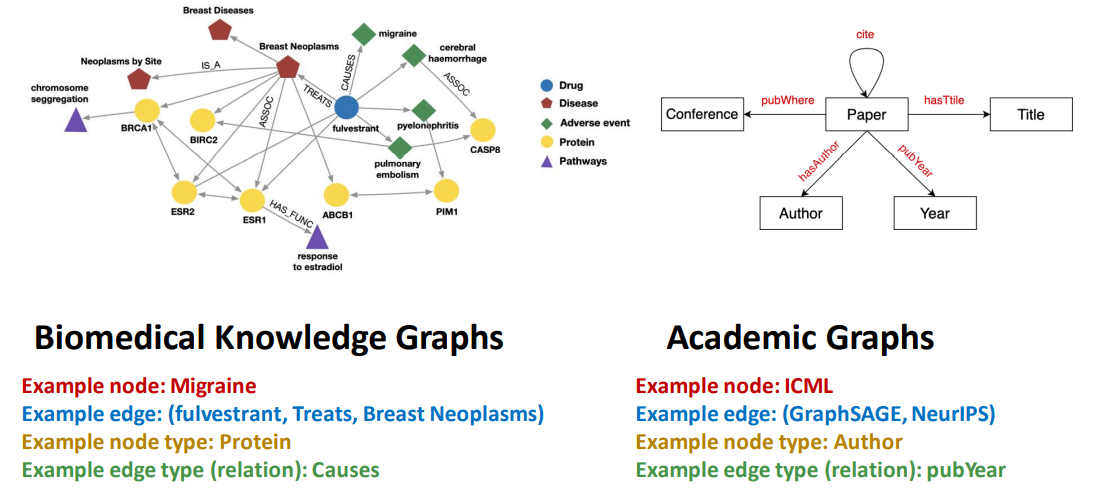 Breast Diseases
migraine
Breast Neoplasms
cerebral
haemorrhage
Neoplasms by Site
IS_A
CAUSES
ASSOC
chromosome
seggregation
TREATS
ASSOC
BRCA1
BIRC2
fulvestrant
pyelonephritis
CASP8
pulmonary
embolism
ESR2
ESR1
HAS_FUNC
ABCB1
PIM1
response
to estradiol
Drug
Disease
Adverse event
Protein
Pathways
cite
Conference
pubWhere
Paper
hasTtile
Title
hasAuthor
pubYear
Author
Year
Biomedical Knowledge Graphs
Example node: Migraine
Example edge: (fulvestrant, Treats, Breast Neoplasms)
Example node type: Protein
Example edge type (relation): Causes
Academic Graphs
Example node: ICML
Example edge: (GraphSAGE, NeurIPS)
Example node type: Author
Example edge type (relation): pubYear